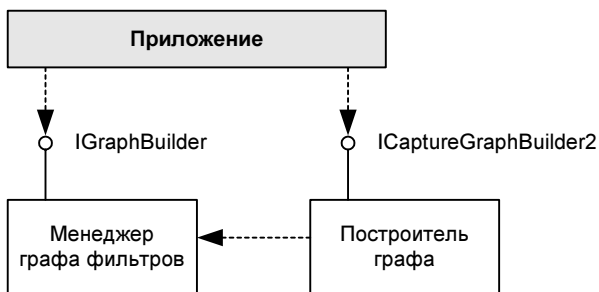 Приложение
IGraphBuilder
ICaptureGraphBuilder2
Менеджер
графа фильтров
Построитель
графа